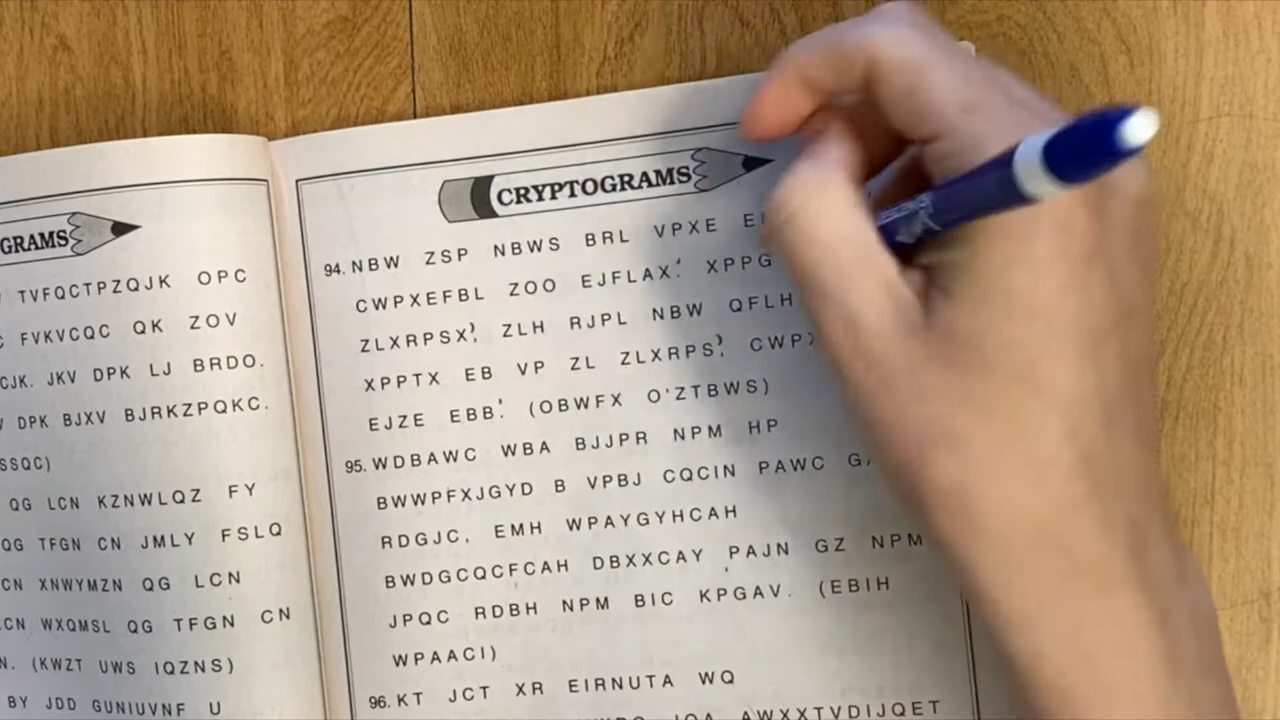 GRAMS
TVFQCTPZQJK OPC
FVKVCQC QK ZOV
CJK. JKV DPK LJ BRDO.
DPK BJXV BJRKZPQKC.
SSQC)
QG LCN KZNWLQZ FY
QG TFGN CN JMLY FSLQ
CN XNWYMZN QG LCN
LCN WXQMSL QG TFGN CN
N. (KWZT UWS IQZNS)
BY JDD GUNIUVNF U
CRYPTOGRAMS
94. NBW ZSP NBWS BRL VPXE
CWPXEFBL ZOO EJFLAX. XPPG
ZLXRPSX, ZLH RJPL NBW QFLH
XPPTX EB VP ZL ZLXRPS, CWP
EJZE EBB. (OBWFX O'ZTBWS)
95. WDBAWC WBA BJJPR NPM HP
BWWPFXJGYD B VPBJ CQCIN PAWC
RDGJC, EMH WPAYGYHCAH
BWDGCQCFCAH DBXXCAY PAJN GZ NPM
JPQC RDBH NPM BIC KPGAV. (EBIH
WPAACI)
96. KT JCT XR EIRNUTA WQ
JOA AWXXTVDIJQET